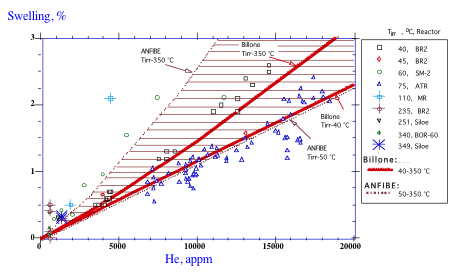 Swelling, %
Tirr , °C, Reactor
3
2
1
0
ANFIBE
Tirr-350 °C
Billone
Tirr-350 °C
Billone
Tirr-40 °C
ANFIBE
Tirr-50 °C
40, BR2
45, BR2
60, SM-2
75, ATR
110, MR
235, BR2
251, Siloe
340, BOR-60
349, Siloe
Billone:
40-350 °C
ANFIBE:
50-350 °C
0
5000
10000
15000
20000
He, appm